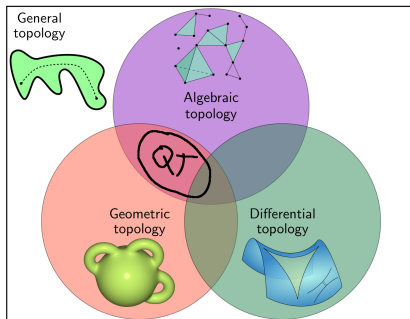 General
topology
Algebraic
topology
QT
Geometric
topology
Differential
topology